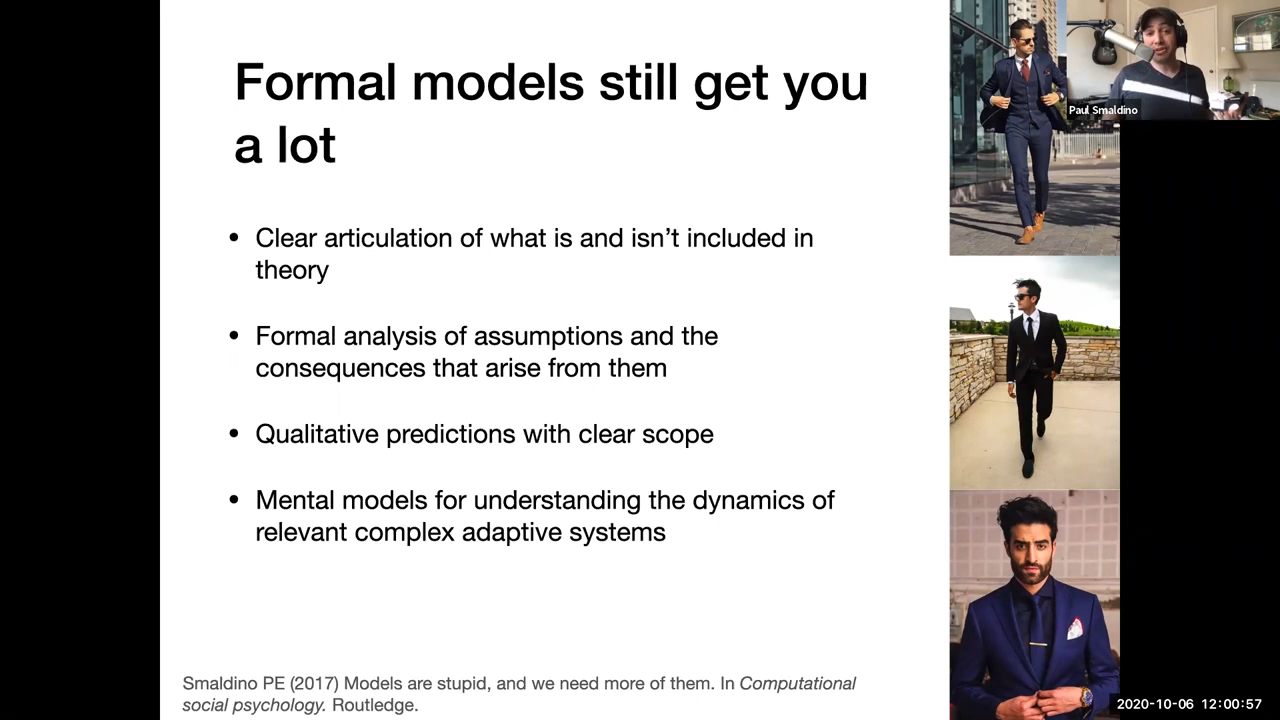 Formal models still get you
a lot
• Clear articulation of what is and isn’t included in
theory
• Formal analysis of assumptions and the
consequences that arise from them
• Qualitative predictions with clear scope
• Mental models for understanding the dynamics of
relevant complex adaptive systems
Smaldino PE (2017) Models are stupid, and we need more of them. In Computational
social psychology. Routledge.
Paul Smaldino
2020-10-06 12:00:57